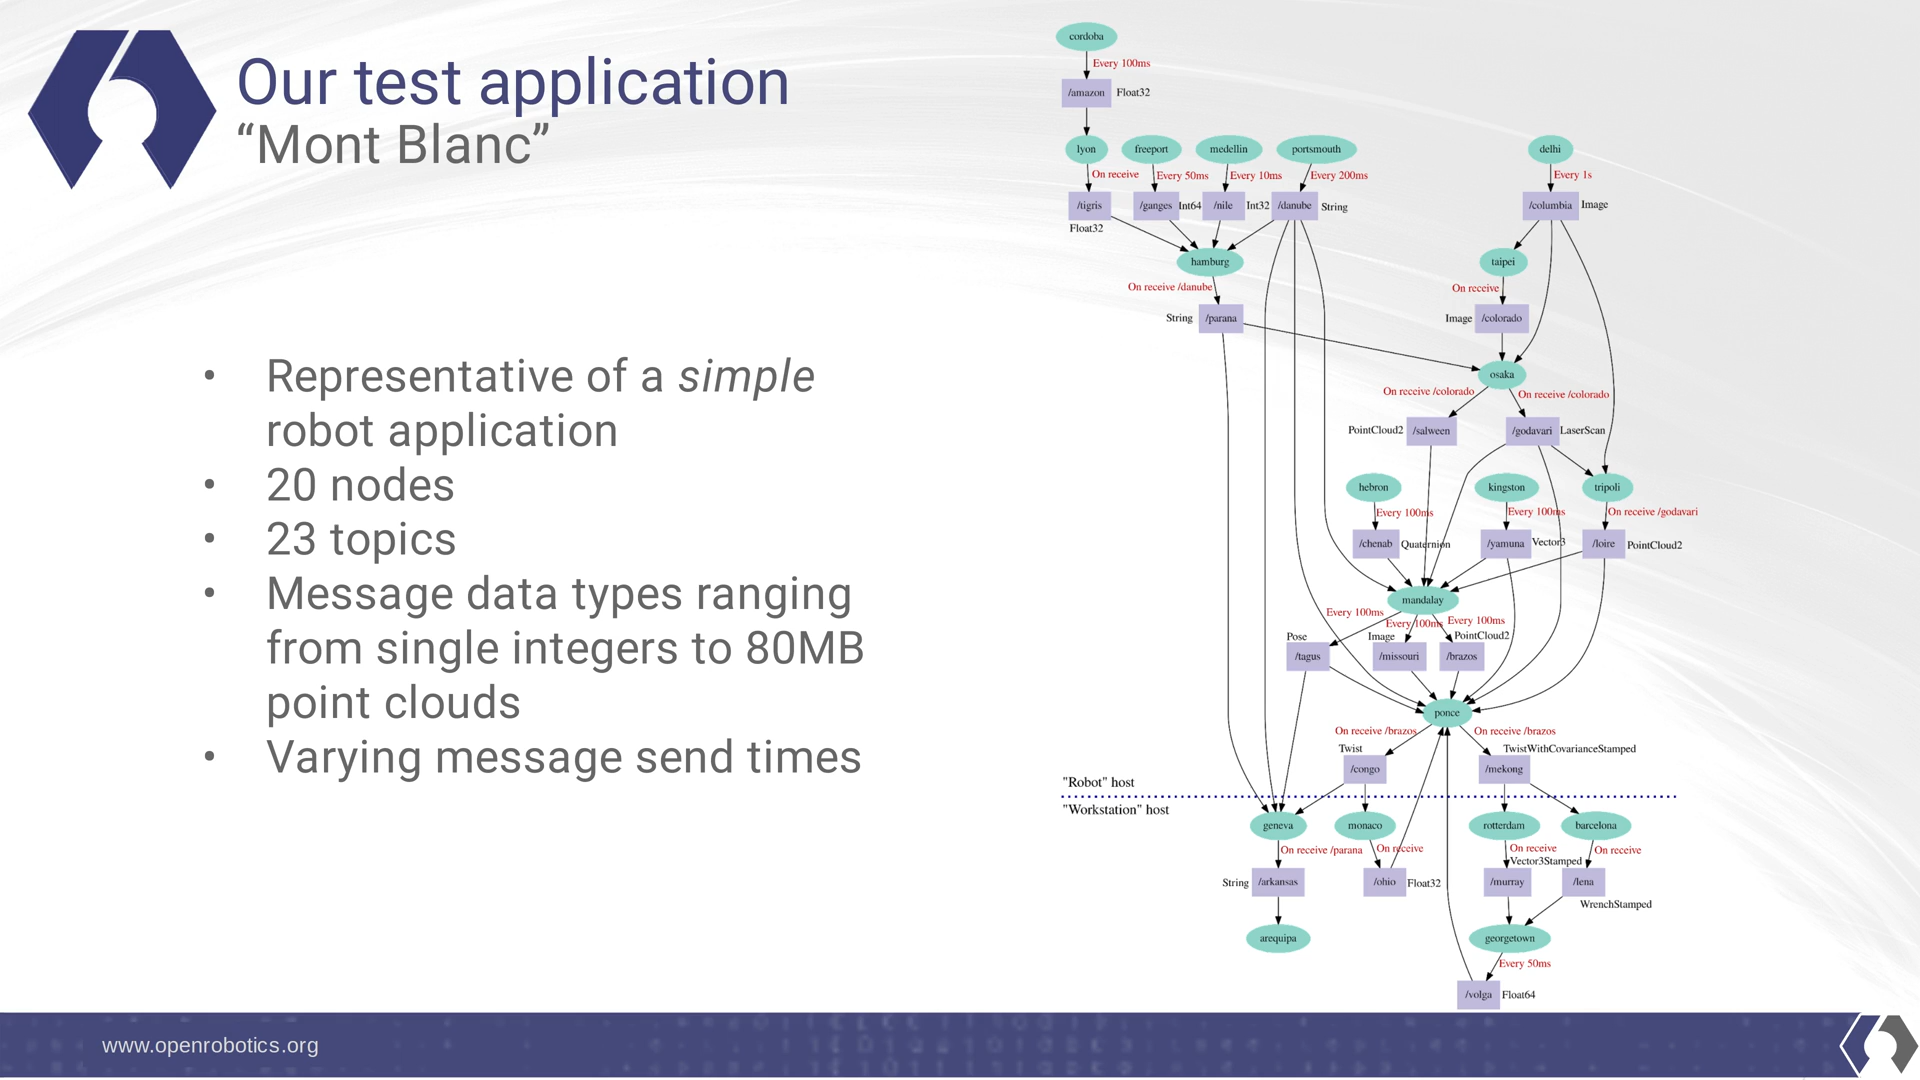 Our test application
“Mont Blanc”
• Representative of a simple
robot application
• 20 nodes
• 23 topics
• Message data types ranging
from single integers to 80MB
point clouds
• Varying message send times
cordoba
Every 100ms
/amazon Float32
lyon freeport medellin portsmouth delhi
On receive Every 50ms Every 10ms Every 200ms Every 1s
/tigris /ganges Int64 /nile Int32 /danube String /columbia Image
Float32
hamburg taipei
On receive /danube On receive
String /parana Image /colorado
osaka
On receive /colorado On receive /colorado
PointCloud2 /salween /godavari LaserScan
hebron kingston tripoli
Every 100ms Every 100ms On receive /godavari
/chenab Quaternion /yamuna Vector3 /loire PointCloud2
mandalay
Every 100ms Every 100ms Every 100ms
Pose Image PointCloud2
/tagus /missouri /brazos
ponce
On receive /brazos On receive /brazos
Twist TwistWithCovarianceStamped
/congo /mekong
"Robot" host
"Workstation" host
geneva monaco rotterdam barcelona
On receive /parana On receive On receive On receive
Vector3Stamped
String /arkansas /ohio Float32 /murray /lena
WrenchStamped
arequipa georgetown
Every 50ms
/volga Float64
www.openrobotics.org